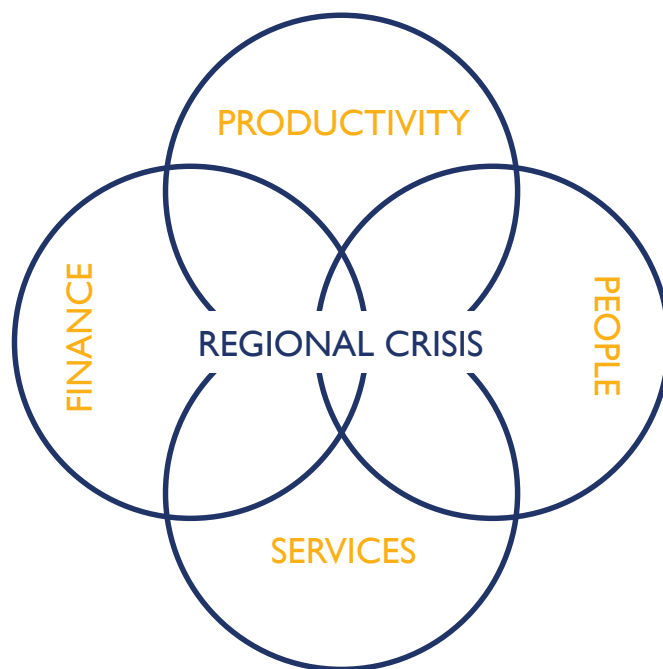 PRODUCTIVITY
FINANCE
REGIONAL CRISIS
PEOPLE
SERVICES